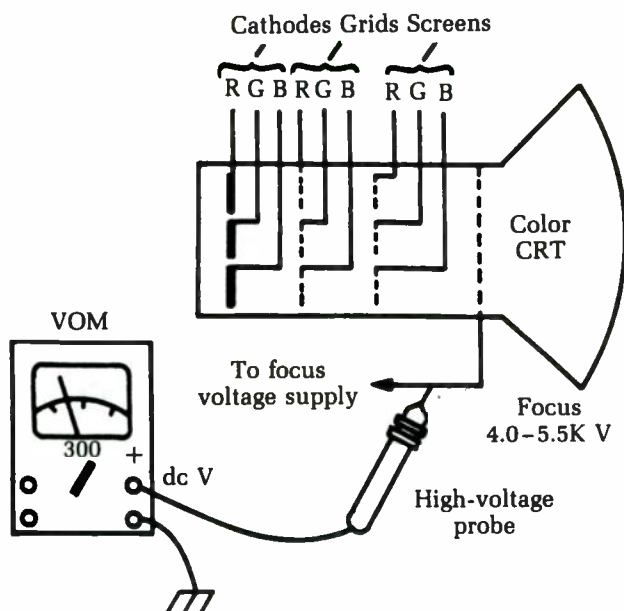 Cathodes Grids Screens
R G B R G B R G B
Color
CRT
VOM
To focus
voltage supply
Focus
4.0–5.5K V
300
+
dc V
High-voltage
probe